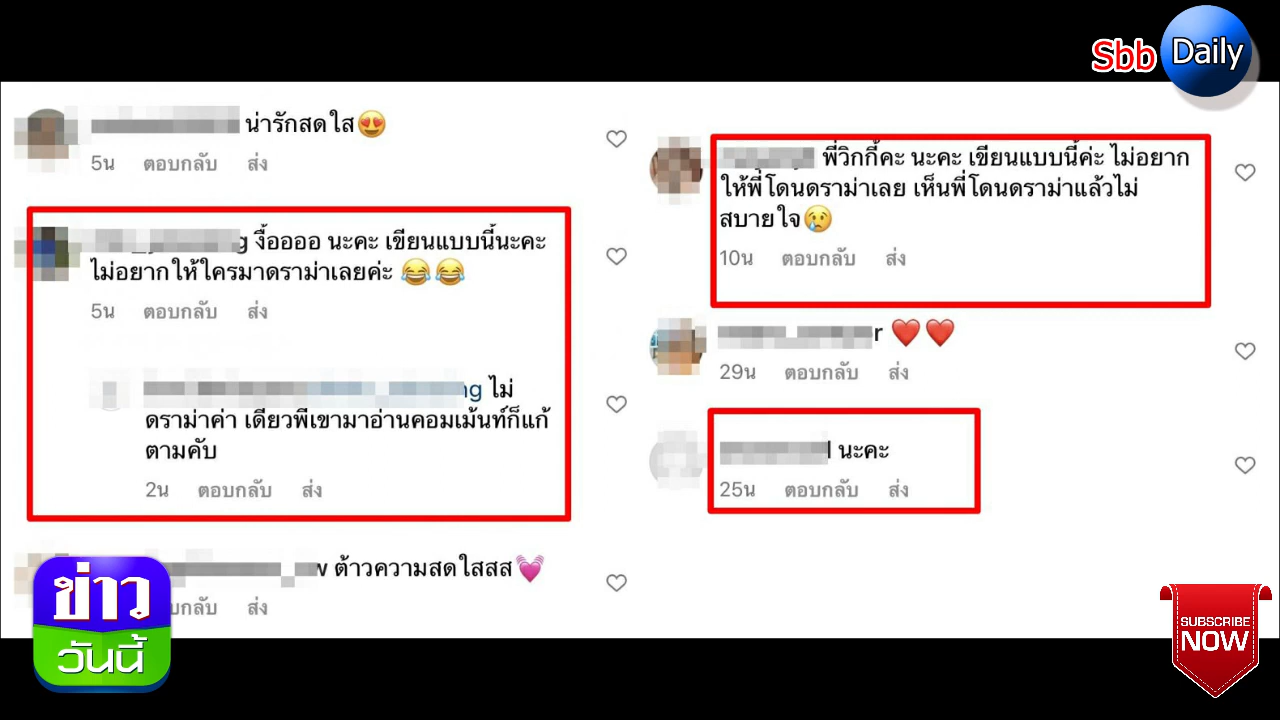 Sbb Daily
น่ารักสดใส😍
5น ตอบกลับ ส่ง
g งื้ออออ นะคะ เขียนแบบนี้นะคะ
ไม่อยากให้ใครมาดราม่าเลยค่ะ 😂😂
5น ตอบกลับ ส่ง
ng ไม่
ดราม่าค่า เดียวพีเขามาอ่านคอมเม้นท์ก็แก้
ตามคับ
2น ตอบกลับ ส่ง
w ต้าวความสดใสสส💓
บกลับ ส่ง
พี่วิกกี้คะ นะคะ เขียนแบบนี้ค่ะ ไม่อยาก
ให้พี่โดนดราม่าเลย เห็นพี่โดนดราม่าแล้วไม่
สบายใจ😢
10น ตอบกลับ ส่ง
r ❤️❤️
29น ตอบกลับ ส่ง
l นะคะ
25น ตอบกลับ ส่ง
ข่าว
วันนี้
SUBSCRIBE
NOW